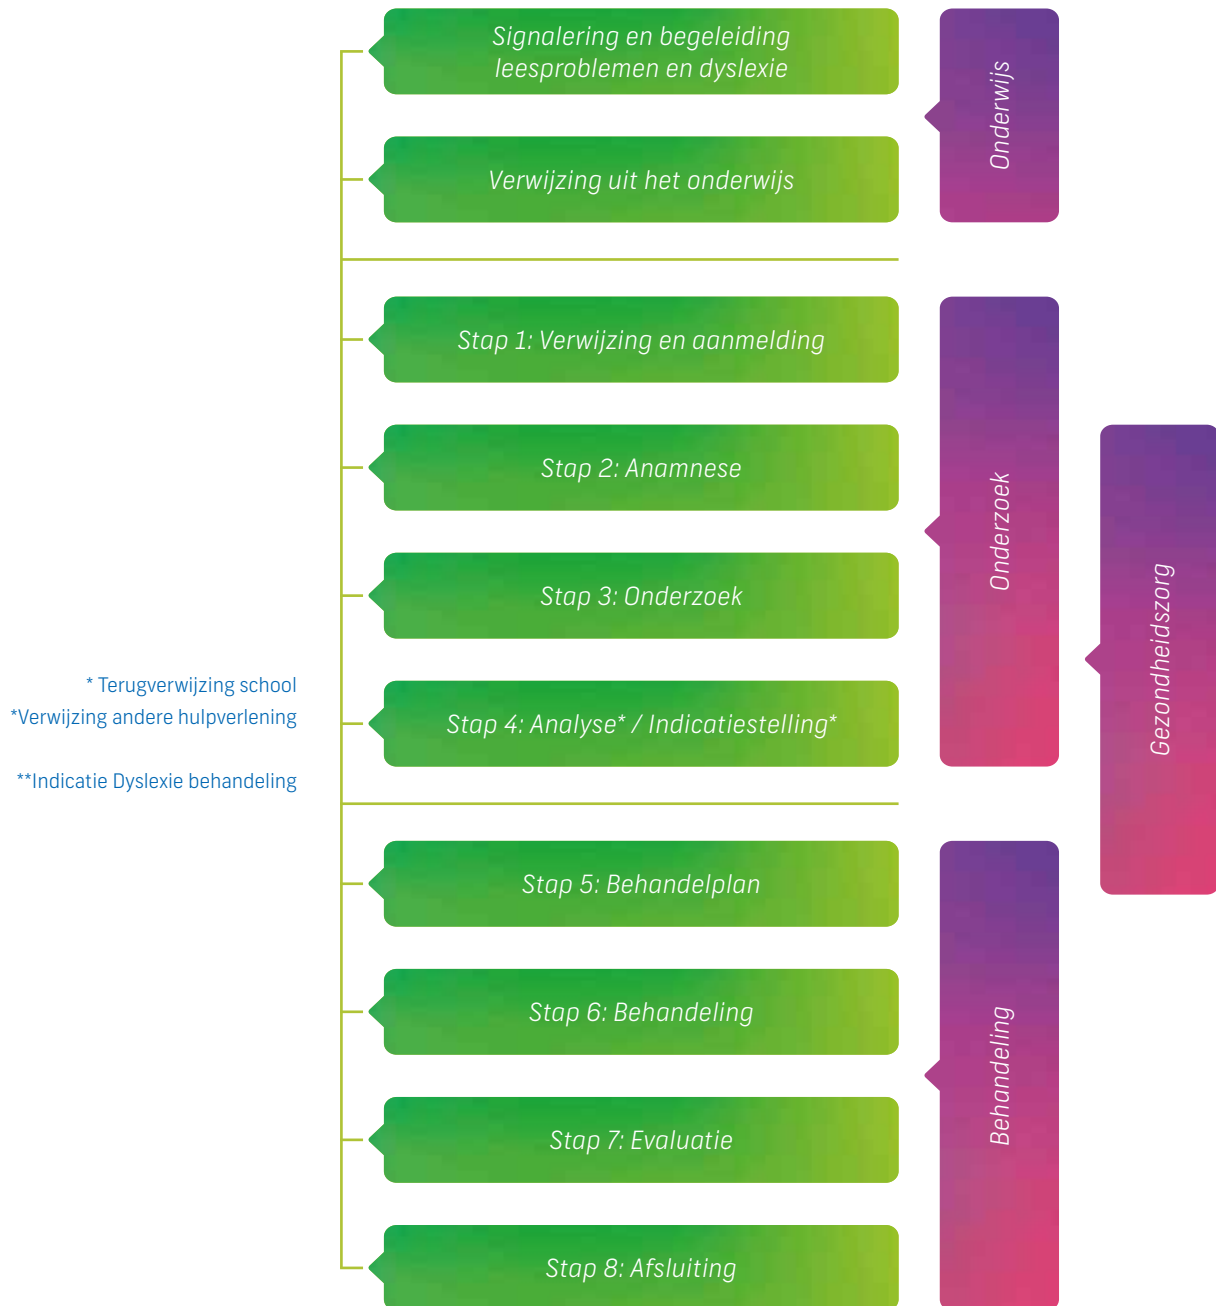 Signalering en begeleiding
leesproblemen en dyslexie
Onderwijs
Verwijzing uit het onderwijs
Stap 1: Verwijzing en aanmelding
Stap 2: Anamnese
Onderzoek
Stap 3: Onderzoek
Gezondheidszorg
* Terugverwijzing school
*Verwijzing andere hulpverlening
Stap 4: Analyse* / Indicatiestelling*
**Indicatie Dyslexie behandeling
Stap 5: Behandelplan
Stap 6: Behandeling
Behandeling
Stap 7: Evaluatie
Stap 8: Afsluiting